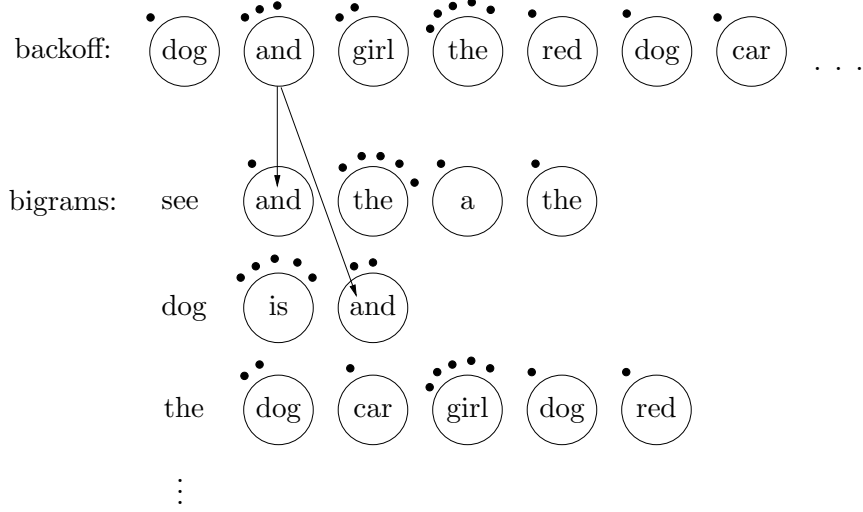 backoff: dog and girl the red dog car . . .
bigrams: see and the a the
dog is and
the dog car girl dog red
⋮